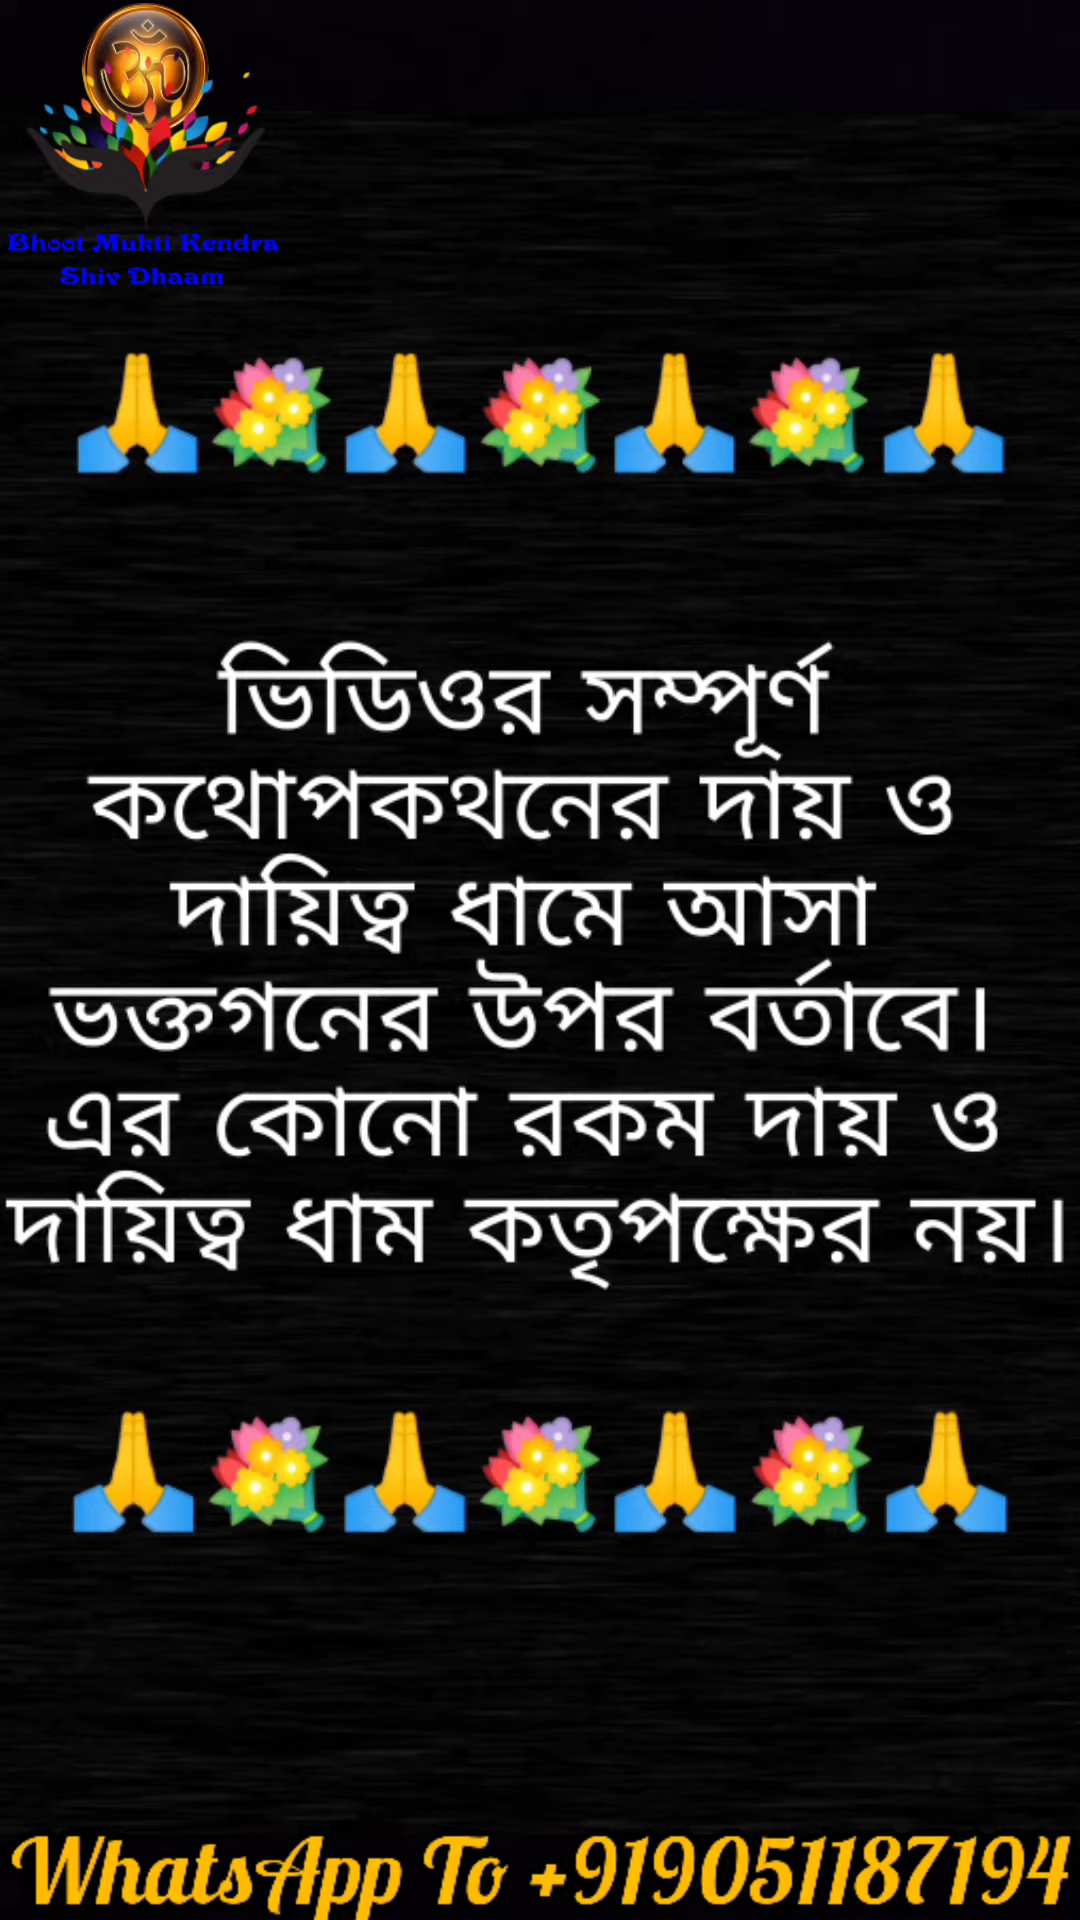 Bhoot Mukti Kendra
Shiv Dhaam
🙏💐🙏💐🙏💐🙏
ভিডিওর সম্পূর্ণ
কথোপকথনের দায় ও
দায়িত্ব ধামে আসা
ভক্তগনের উপর বর্তাবে।
এর কোনো রকম দায় ও
দায়িত্ব ধাম কতৃপক্ষের নয়।
🙏💐🙏💐🙏💐🙏
WhatsApp To +919051187194